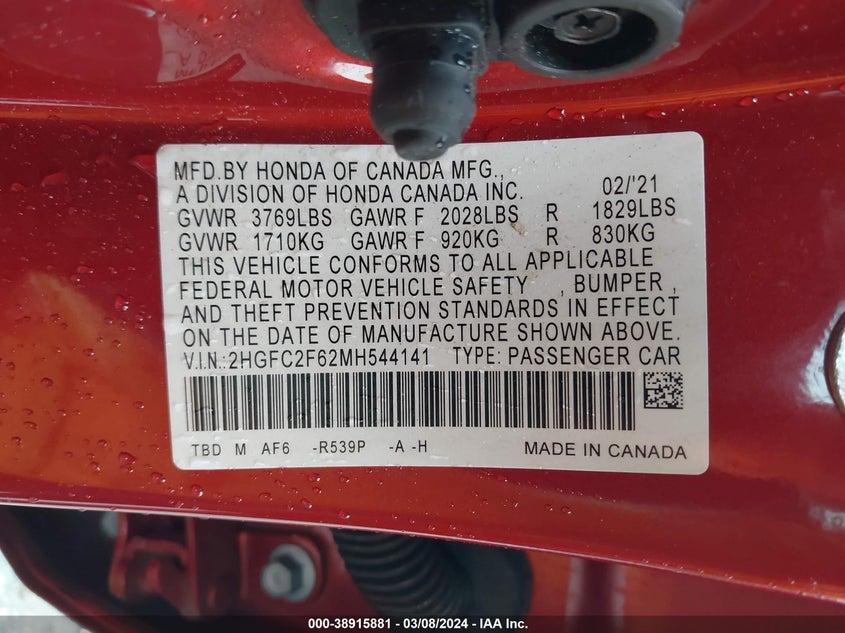 MFD.BY HONDA OF CANADA MFG.,
A DIVISION OF HONDA CANADA INC. 02/'21
GVWR 3769LBS GAWR F 2028LBS R 1829LBS
GVWR 1710KG GAWR F 920KG R 830KG
THIS VEHICLE CONFORMS TO ALL APPLICABLE
FEDERAL MOTOR VEHICLE SAFETY , BUMPER ,
AND THEFT PREVENTION STANDARDS IN EFFECT
ON THE DATE OF MANUFACTURE SHOWN ABOVE.
V.I.N.:2HGFC2F62MH544141 TYPE: PASSENGER CAR
TBD M AF6 -R539P -A -H MADE IN CANADA
000-38915881 - 03/08/2024 - IAA Inc.